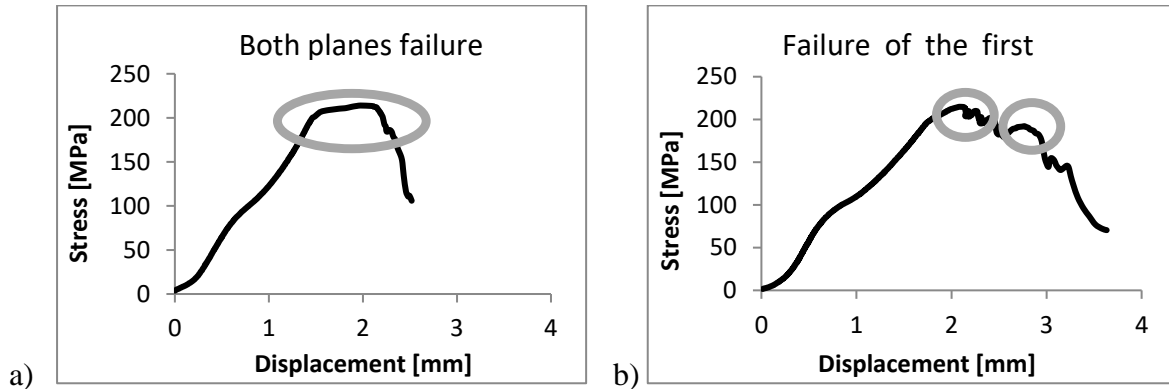 Both planes failure
250
200
150
100
50
0
0 1 2 3 4
Stress [MPa]
Displacement [mm]
a)
Failure of the first
250
200
150
100
50
0
0 1 2 3 4
Stress [MPa]
Displacement [mm]
b)